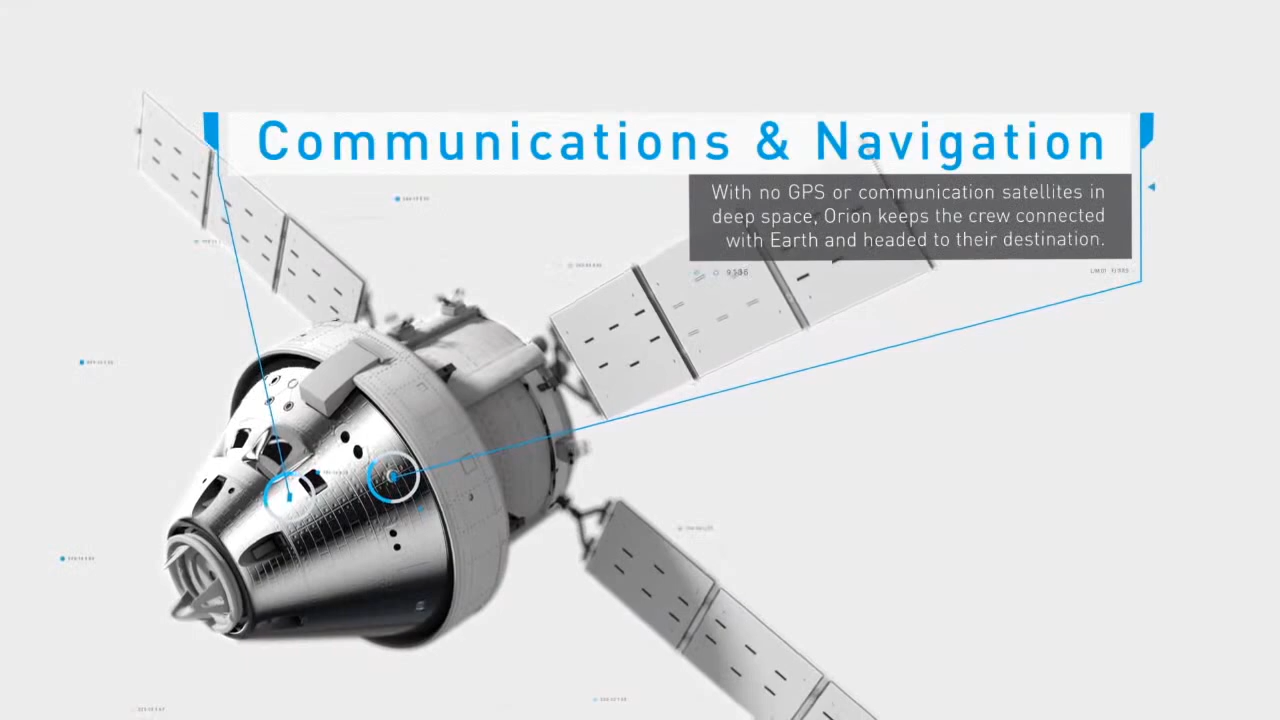 Communications & Navigation
With no GPS or communication satellites in
deep space, Orion keeps the crew connected
with Earth and headed to their destination.